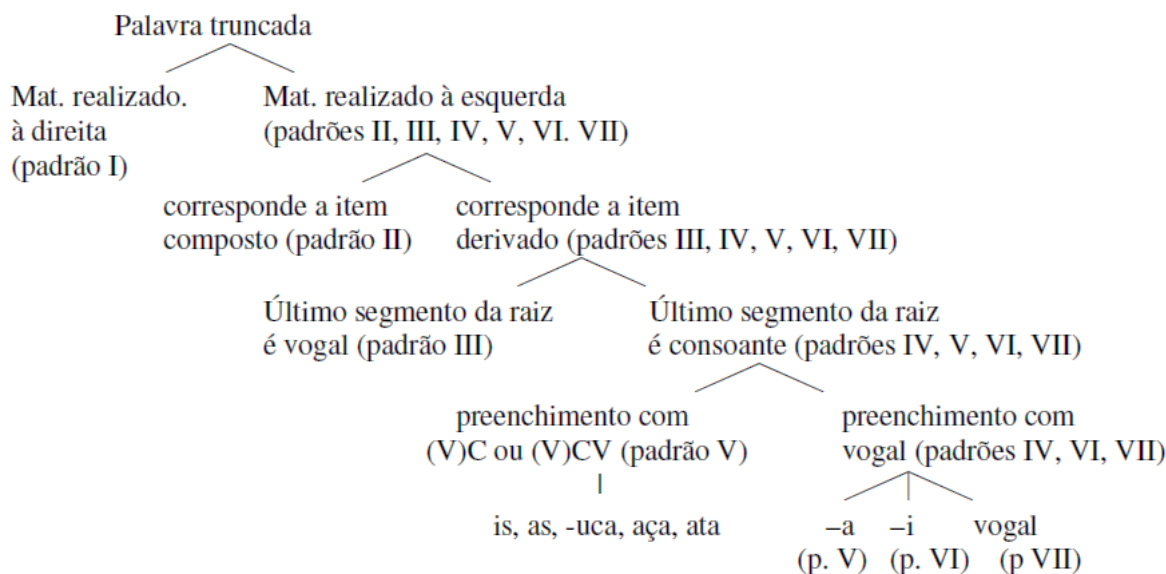 Palavra truncada
Mat. realizado.
à direita
(padrão I)
Mat. realizado à esquerda
(padrões II, III, IV, V, VI. VII)
corresponde a item
composto (padrão II)
corresponde a item
derivado (padrões III, IV, V, VI, VII)
Último segmento da raiz
é vogal (padrão III)
Último segmento da raiz
é consoante (padrões IV, V, VI, VII)
preenchimento com
(V)C ou (V)CV (padrão V)
preenchimento com
vogal (padrões IV, VI, VII)
is, as, -uca, aça, ata
–a –i vogal
(p. V) (p. VI) (p VII)